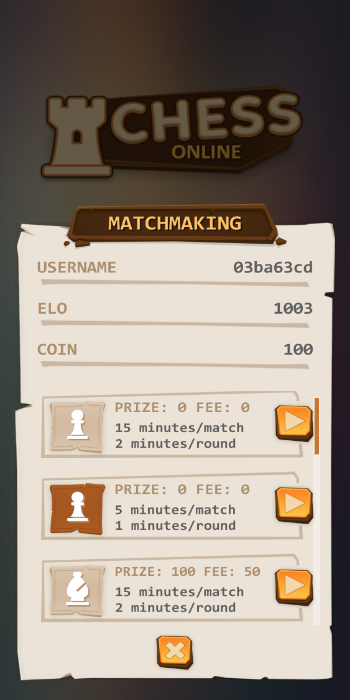 CHESS
ONLINE
MATCHMAKING
USERNAME 03ba63cd
ELO 1003
COIN 100
PRIZE: 0 FEE: 0
15 minutes/match
2 minutes/round
PRIZE: 0 FEE: 0
5 minutes/match
1 minutes/round
PRIZE: 100 FEE: 50
15 minutes/match
2 minutes/round